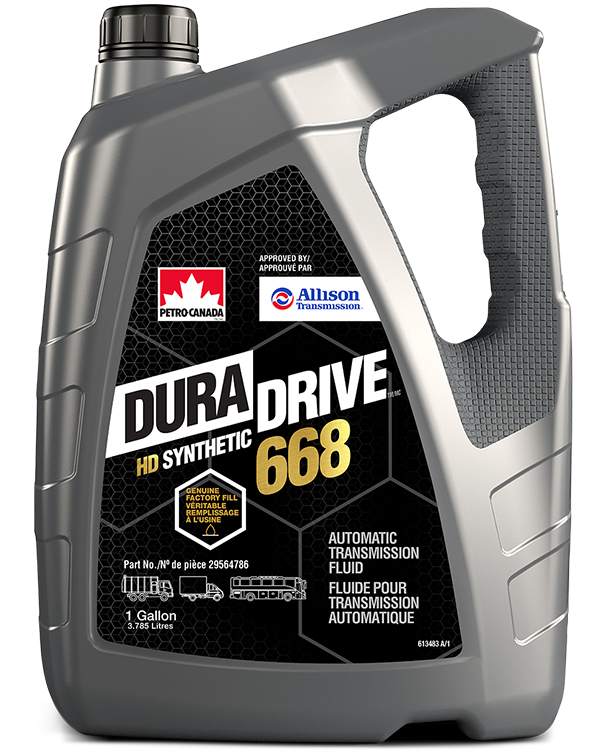 APPROVED BY/
APPROUVÉ PAR
PETRO-CANADA
Allison
Transmission
DURA DRIVE
HD SYNTHETIC
668
GENUINE
FACTORY FILL
VÉRITABLE
REMPLISSAGE
À L'USINE
Part No./Nº de pièce 29564786
1 Gallon
3.785 Litres
AUTOMATIC
TRANSMISSION
FLUID
FLUIDE POUR
TRANSMISSION
AUTOMATIQUE
613483 A/1